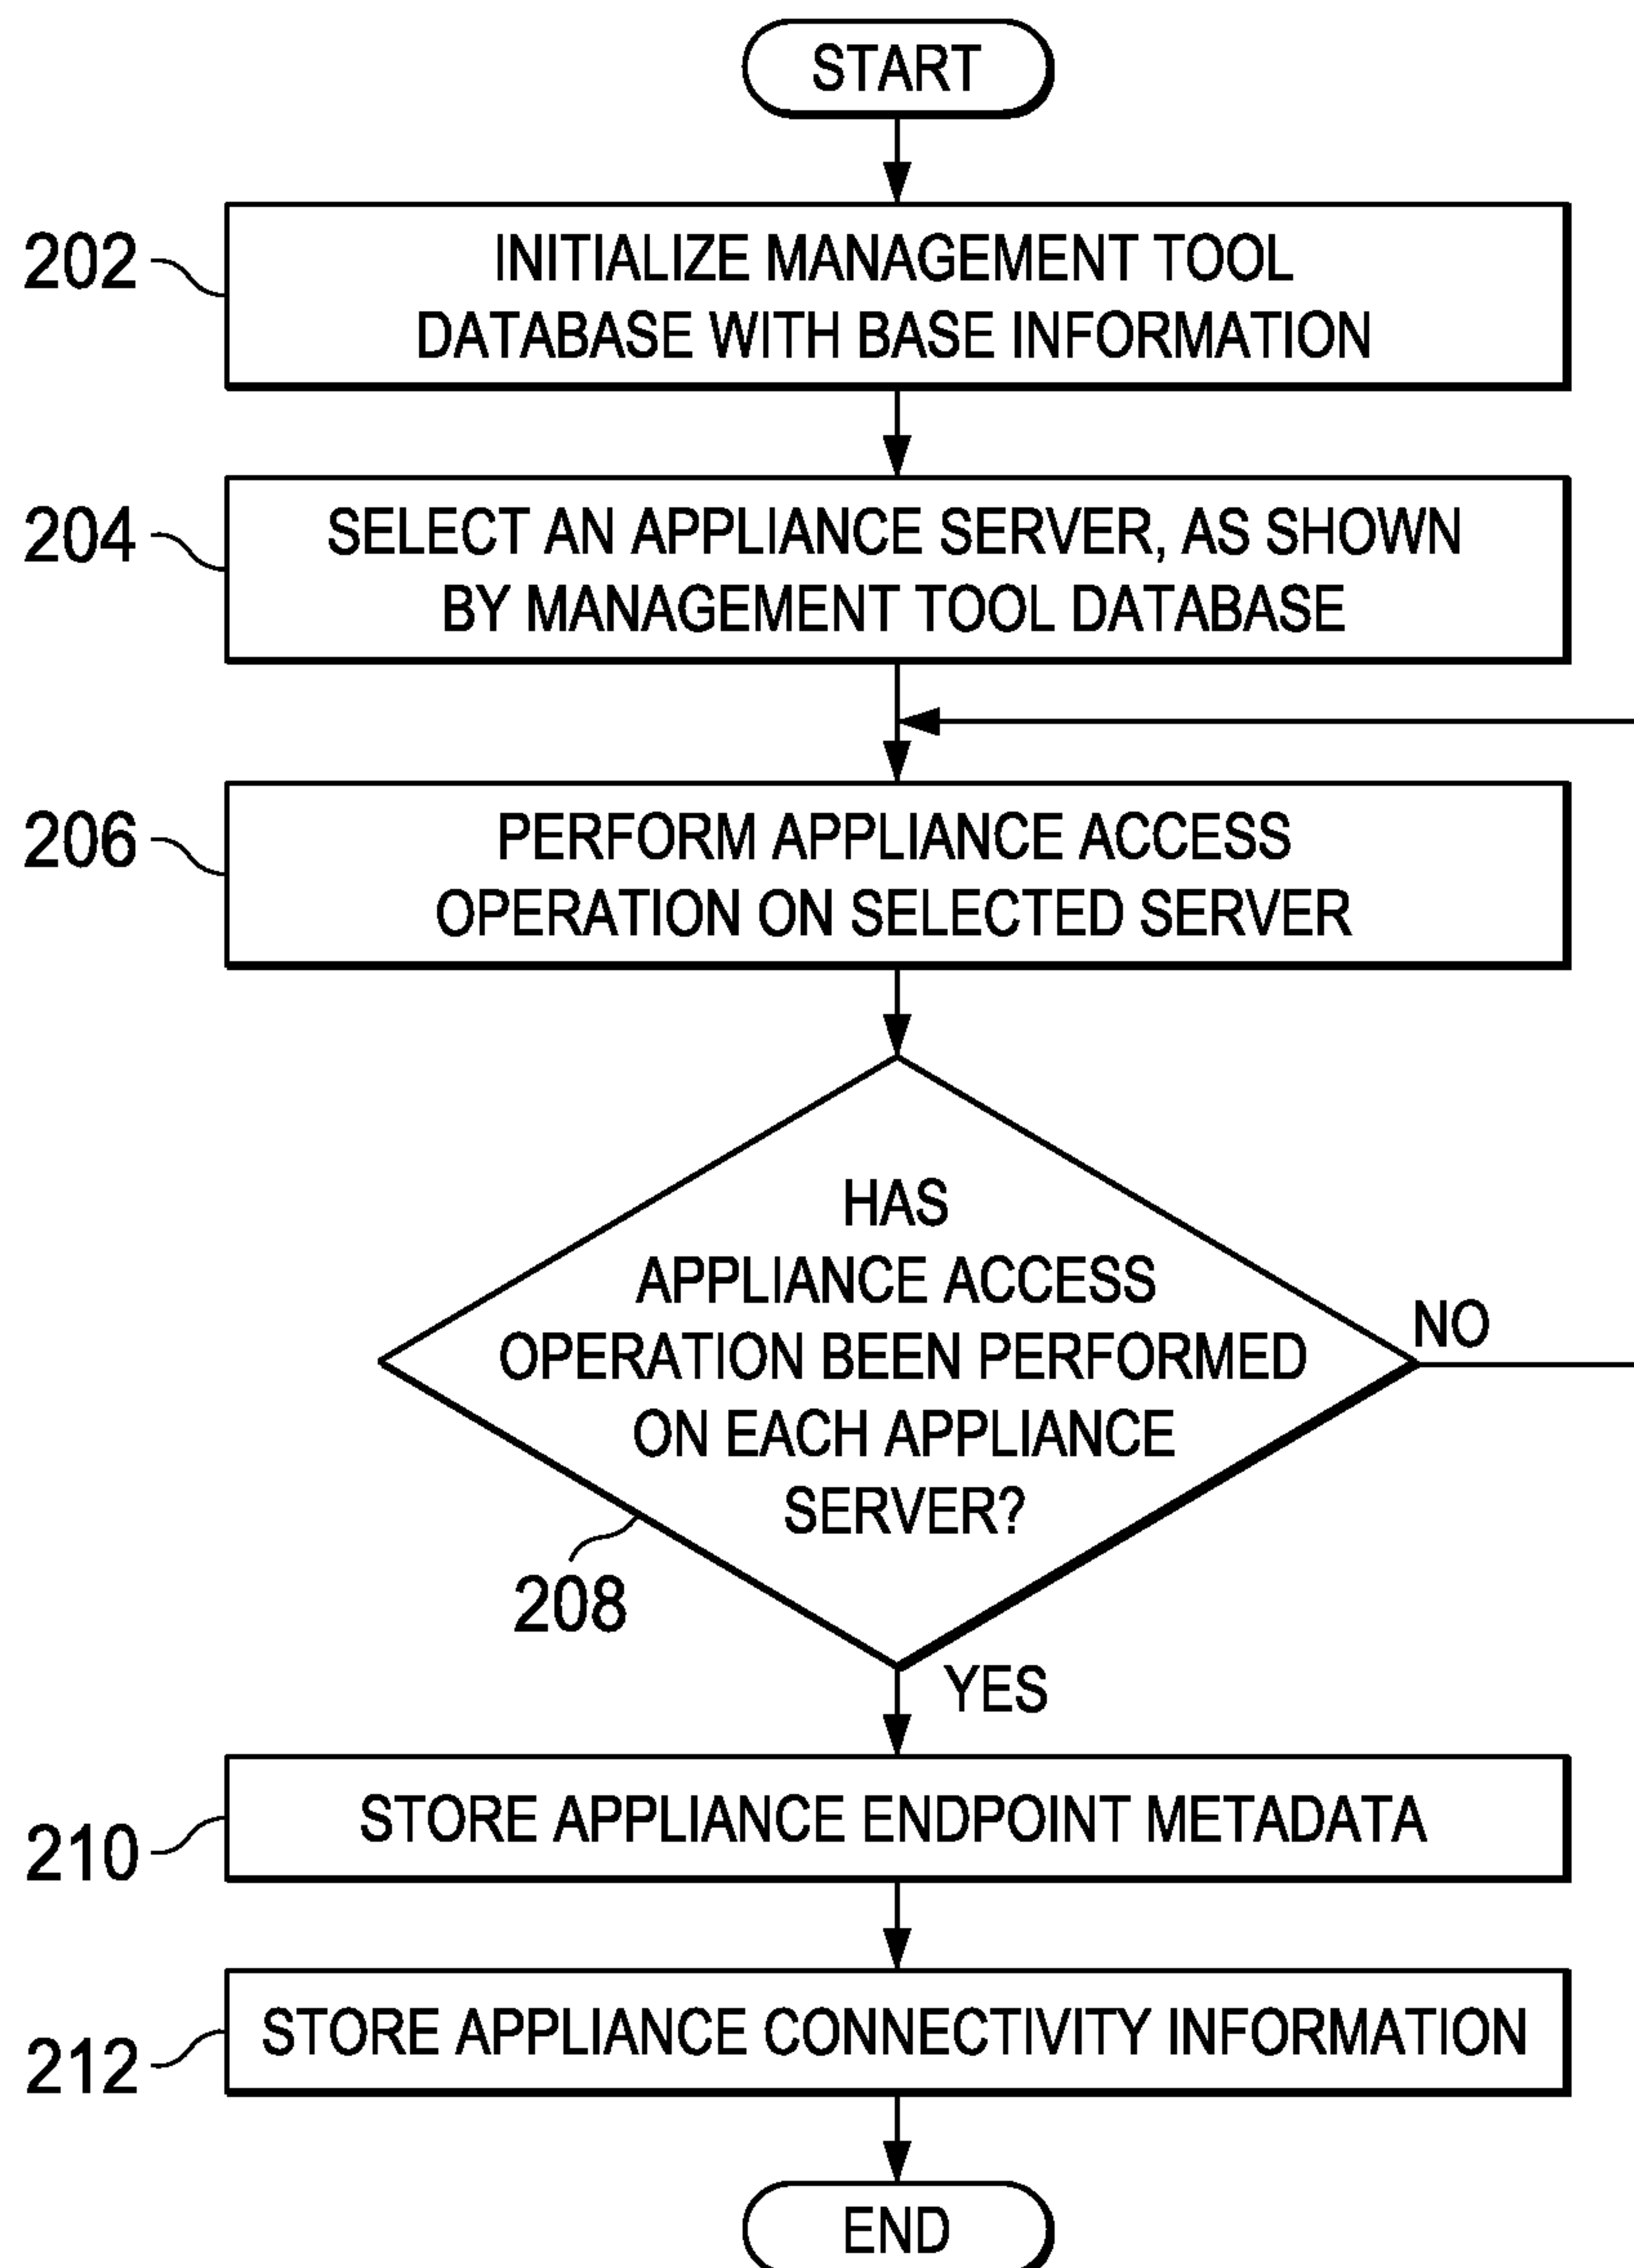 START
202
INITIALIZE MANAGEMENT TOOL
DATABASE WITH BASE INFORMATION
204
SELECT AN APPLIANCE SERVER, AS SHOWN
BY MANAGEMENT TOOL DATABASE
206
PERFORM APPLIANCE ACCESS
OPERATION ON SELECTED SERVER
HAS
APPLIANCE ACCESS
OPERATION BEEN PERFORMED
ON EACH APPLIANCE
SERVER?
NO
208
YES
210
STORE APPLIANCE ENDPOINT METADATA
212
STORE APPLIANCE CONNECTIVITY INFORMATION
END